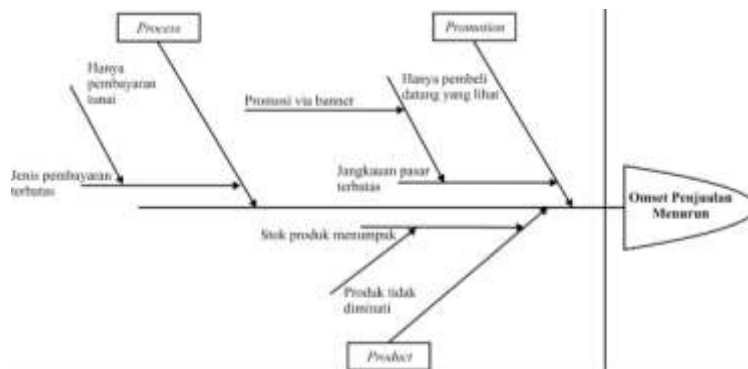 Process
Promotion
Hanya
pembayaran
tunai
Hanya pembeli
datang yang lihat
Promosi via banner
Jenis pembayaran
terbatas
Jangkauan pasar
terbatas
Omset Penjualan
Menurun
Stok produk menumpuk
Produk tidak
diminati
Product